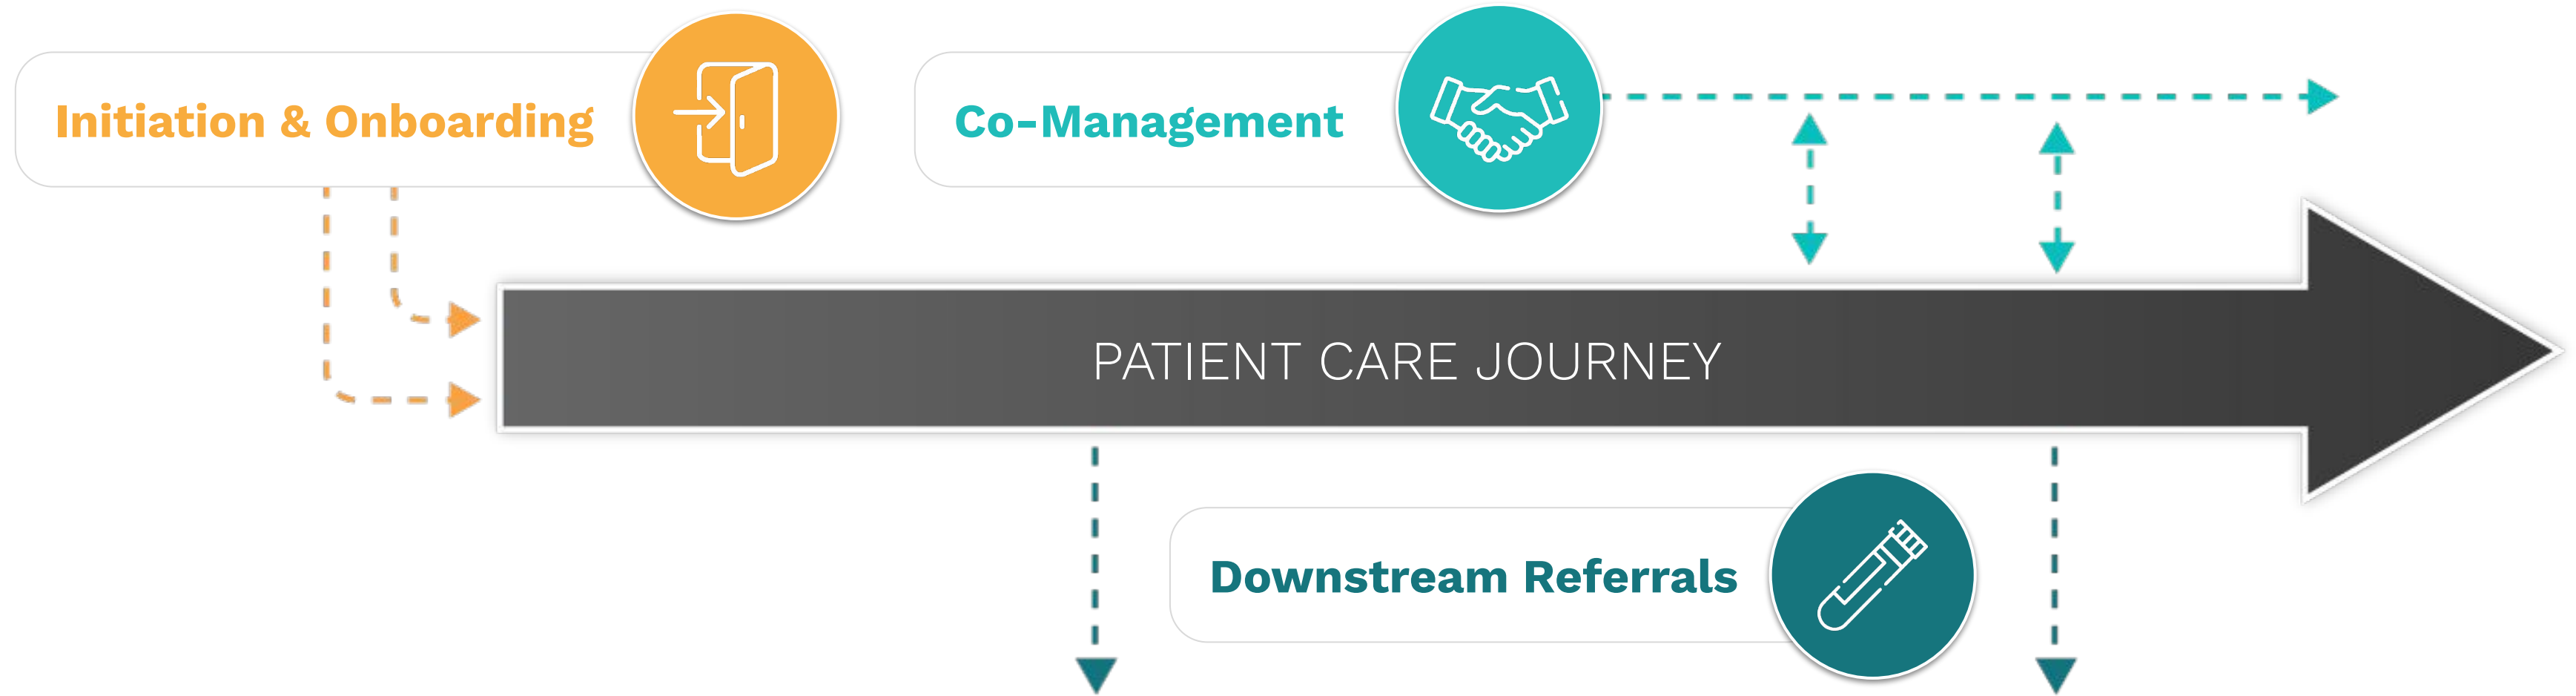 Initiation & Onboarding
Co-Management
PATIENT CARE JOURNEY
Downstream Referrals